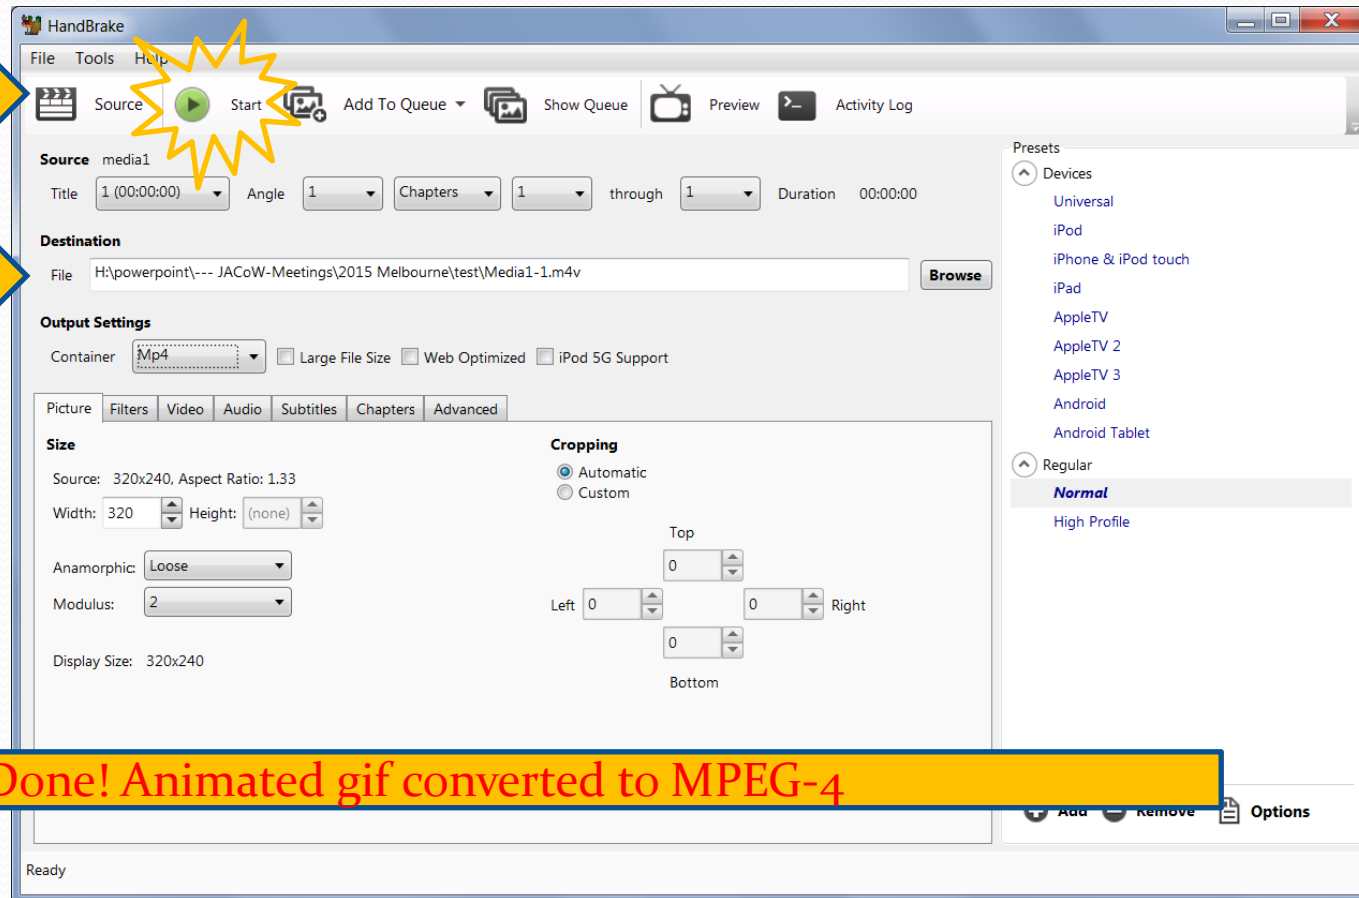 HandBrake
File Tools Help
Source Start Add To Queue Show Queue Preview Activity Log
Source media1
Title 1 (00:00:00) Angle 1 Chapters 1 through 1 Duration 00:00:00
Destination
File H:\powerpoint\--- JACoW-Meetings\2015 Melbourne\test\Media1-1.m4v Browse
Output Settings
Container Mp4 Large File Size Web Optimized iPod 5G Support
Picture Filters Video Audio Subtitles Chapters Advanced
Size
Source: 320x240, Aspect Ratio: 1.33
Width: 320 Height: (none)
Anamorphic: Loose
Modulus: 2
Display Size: 320x240
Cropping
Automatic
Custom
Top
0
Left 0 0 Right
0
Bottom
Presets
Devices
Universal
iPod
iPhone & iPod touch
iPad
AppleTV
AppleTV 2
AppleTV 3
Android
Android Tablet
Regular
Normal
High Profile
Done! Animated gif converted to MPEG-4
Add Remove Options
Ready